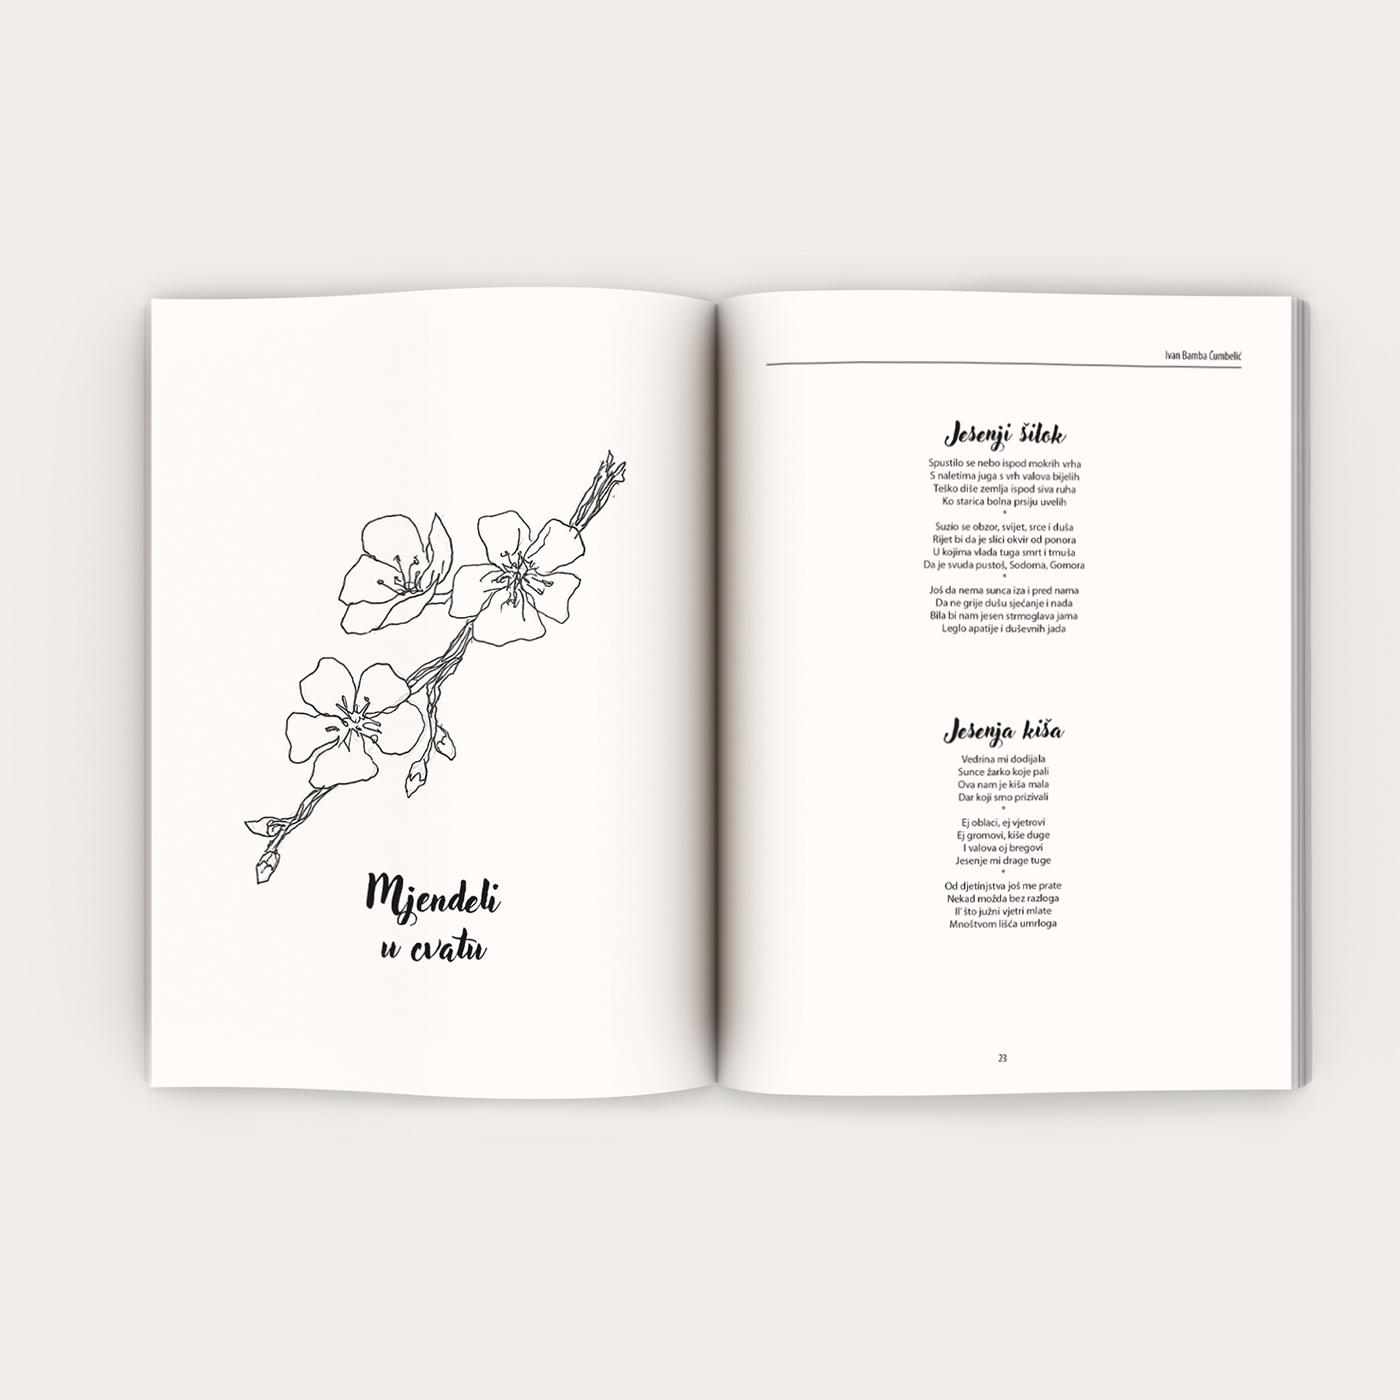 Mjendeli
u cvatu
Ivan Bamba Čumbelić
Jesenji šilok
Spustilo se nebo ispod mokrih vrha
S naletima juga s vrh valova bijelih
Teško diše zemlja ispod siva ruha
Ko starica bolna prsiju uvelih
*
Suzio se obzor, svijet, srce i duša
Rijet bi da je slici okvir od ponora
U kojima vlada tuga smrt i tmuša
Da je svuda pustoš, Sodoma, Gomora
*
Još da nema sunca iza i pred nama
Da ne grije dušu sjećanje i nada
Bila bi nam jesen strmoglava jama
Leglo apatije i duševnih jada
Jesenja kiša
Vedrina mi dodijala
Sunce žarko koje pali
Ova nam je kiša mala
Dar koji smo prizivali
*
Ej oblaci, ej vjetrovi
Ej gromovi, kiše duge
I valova oj bregovi
Jesenje mi drage tuge
*
Od djetinjstva još me prate
Nekad možda bez razloga
Il' što južni vjetri mlate
Mnoštvom lišća umrloga
23